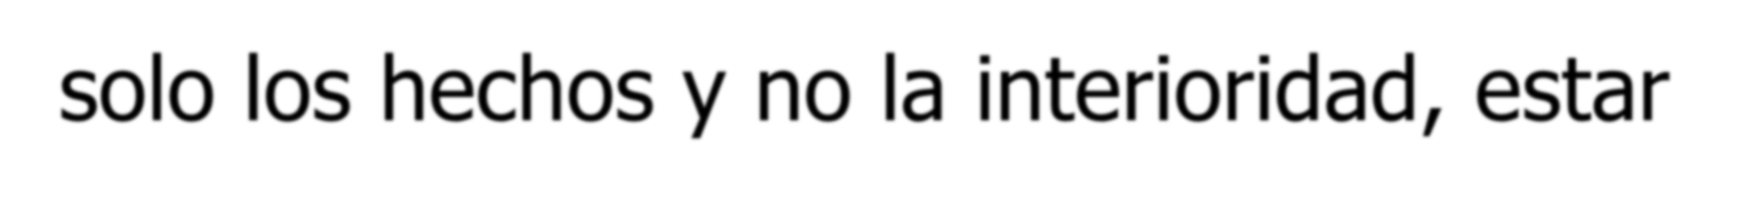 solo los hechos y no la interioridad, estar